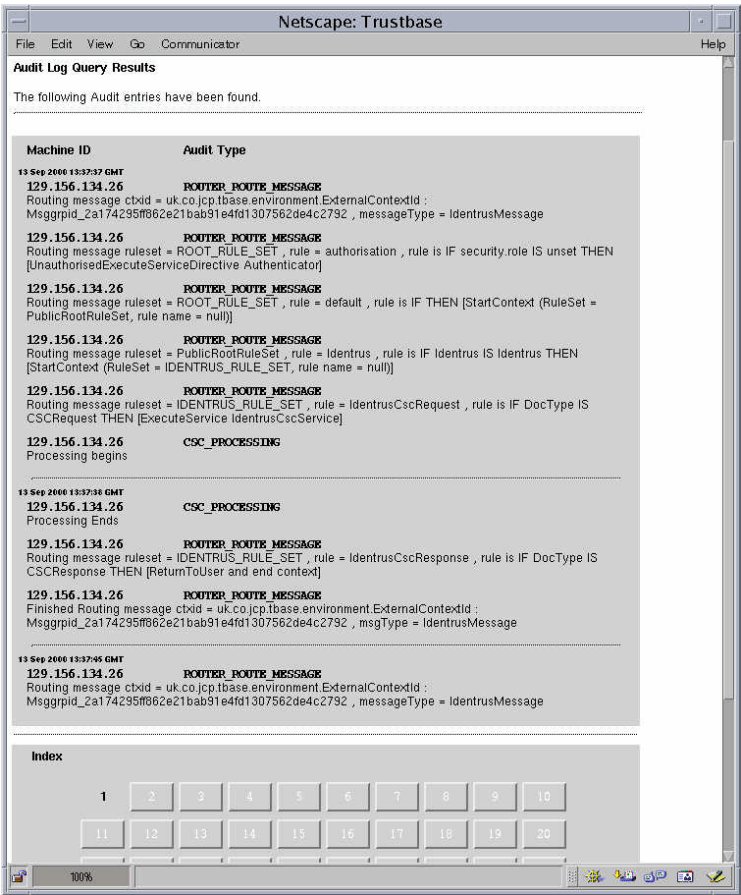 Netscape: Trustbase
File Edit View Go Communicator Help
Audit Log Query Results
The following Audit entries have been found.
Machine ID Audit Type
13 Sep 2000 13:37:37 GMT
129.156.134.26 ROUTER_ROUTE_MESSAGE
Routing message ctxid = uk.co.jcp.tbase.environment.ExternalContextId :
Msggrpid_2a174295ff862e21bab91e4fd1307562de4c2792 , messageType = IdentrusMessage
129.156.134.26 ROUTER_ROUTE_MESSAGE
Routing message ruleset = ROOT_RULE_SET , rule = authorisation , rule is IF security.role IS unset THEN
[UnauthorisedExecuteServiceDirective Authenticator]
129.156.134.26 ROUTER_ROUTE_MESSAGE
Routing message ruleset = ROOT_RULE_SET , rule = default , rule is IF THEN [StartContext (RuleSet =
PublicRootRuleSet, rule name = null)]
129.156.134.26 ROUTER_ROUTE_MESSAGE
Routing message ruleset = PublicRootRuleSet , rule = Identrus , rule is IF Identrus IS Identrus THEN
[StartContext (RuleSet = IDENTRUS_RULE_SET, rule name = null)]
129.156.134.26 ROUTER_ROUTE_MESSAGE
Routing message ruleset = IDENTRUS_RULE_SET , rule = IdentrusCscRequest , rule is IF DocType IS
CSCRequest THEN [ExecuteService IdentrusCscService]
129.156.134.26 CSC_PROCESSING
Processing begins
13 Sep 2000 13:37:38 GMT
129.156.134.26 CSC_PROCESSING
Processing Ends
129.156.134.26 ROUTER_ROUTE_MESSAGE
Routing message ruleset = IDENTRUS_RULE_SET , rule = IdentrusCscResponse , rule is IF DocType IS
CSCResponse THEN [ReturnToUser and end context]
129.156.134.26 ROUTER_ROUTE_MESSAGE
Finished Routing message ctxid = uk.co.jcp.tbase.environment.ExternalContextId :
Msggrpid_2a174295ff862e21bab91e4fd1307562de4c2792 , msgType = IdentrusMessage
13 Sep 2000 13:37:45 GMT
129.156.134.26 ROUTER_ROUTE_MESSAGE
Routing message ctxid = uk.co.jcp.tbase.environment.ExternalContextId :
Msggrpid_2a174295ff862e21bab91e4fd1307562de4c2792 , messageType = IdentrusMessage
Index
1 2 3 4 5 6 7 8 9 10
11 12 13 14 15 16 17 18 19 20
100%